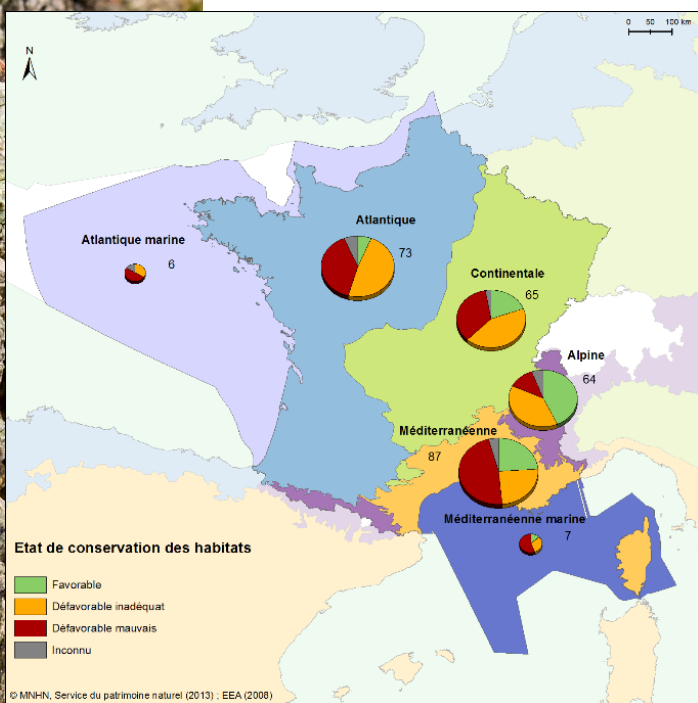 0 50 100 km
N
Atlantique
73
Atlantique marine
6
Continentale
65
Alpine
64
Méditerranéenne
87
Méditerranéenne marine
7
Etat de conservation des habitats
Favorable
Défavorable inadéquat
Défavorable mauvais
Inconnu
© MNHN, Service du patrimoine naturel (2013) ; EEA (2008)